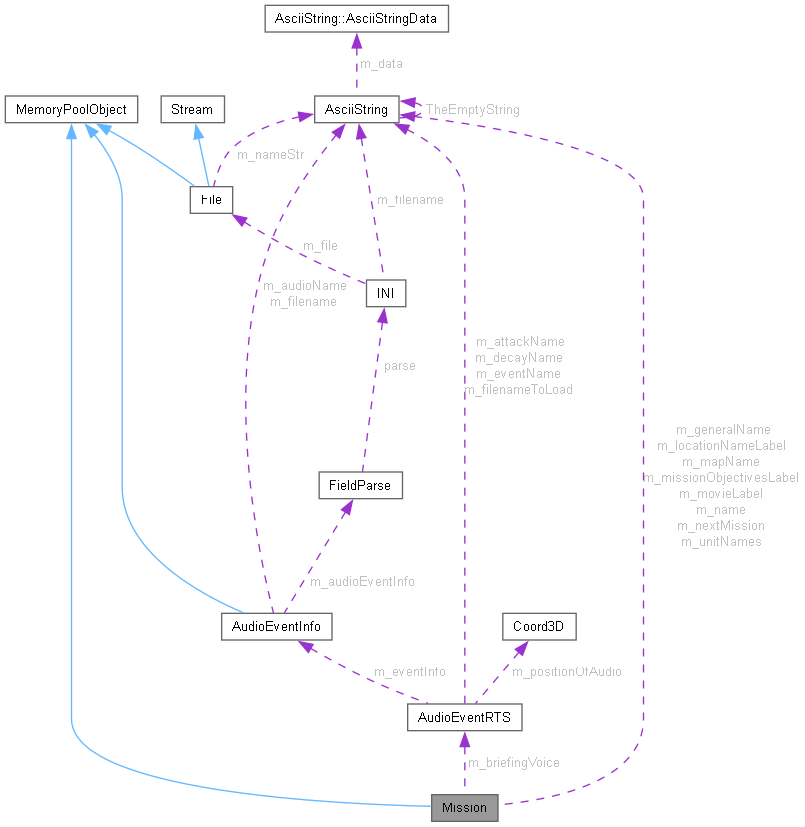 AsciiString::AsciiStringData
m_data
MemoryPoolObject
Stream
AsciiString
TheEmptyString
m_nameStr
File
m_filename
m_file
m_audioName
m_filename
INI
m_attackName
m_decayName
m_eventName
m_filenameToLoad
parse
m_generalName
m_locationNameLabel
m_mapName
m_missionObjectivesLabel
m_movieLabel
m_name
m_nextMission
m_unitNames
FieldParse
m_audioEventInfo
AudioEventInfo
Coord3D
m_eventInfo
m_positionOfAudio
AudioEventRTS
m_briefingVoice
Mission